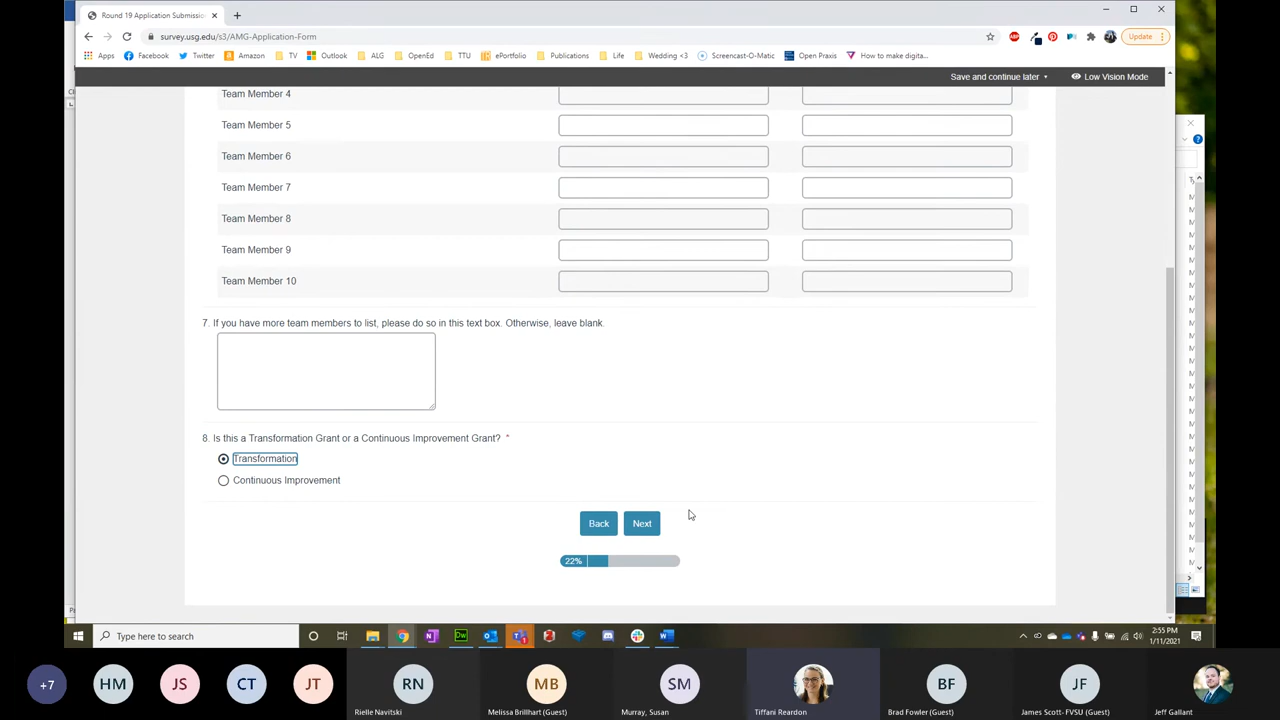 Round 19 Application Submissio
survey.usg.edu/s3/AMG-Application-Form
Update
Apps Facebook Twitter Amazon TV Outlook ALG OpenEd TTU ePortfolio Publications Life Wedding <3 Screencast-O-Matic Open Praxis How to make digita...
Save and continue later Low Vision Mode
Team Member 4
Team Member 5
Team Member 6
Team Member 7
Team Member 8
Team Member 9
Team Member 10
7. If you have more team members to list, please do so in this text box. Otherwise, leave blank.
8. Is this a Transformation Grant or a Continuous Improvement Grant? *
Transformation
Continuous Improvement
Back Next
22%
Type here to search
2:55 PM
1/11/2021
+7 HM JS CT JT RN MB SM BF JF
Rielle Navitski Melissa Brillhart (Guest) Murray, Susan Tiffani Reardon Brad Fowler (Guest) James Scott- FVSU (Guest) Jeff Gallant